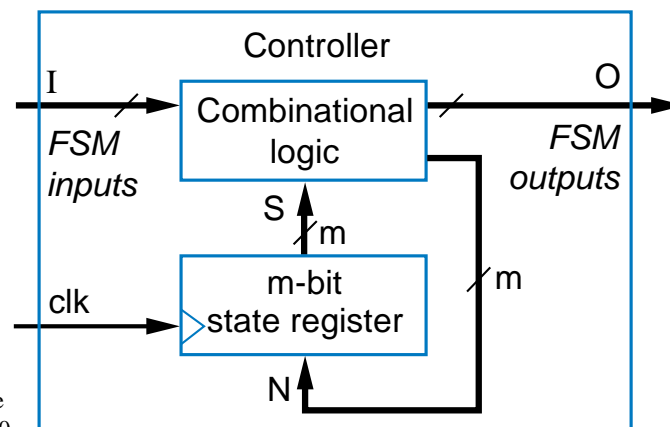 Controller
I
O
Combinational
logic
FSM
inputs
FSM
outputs
S
m
m
m-bit
state register
clk
N